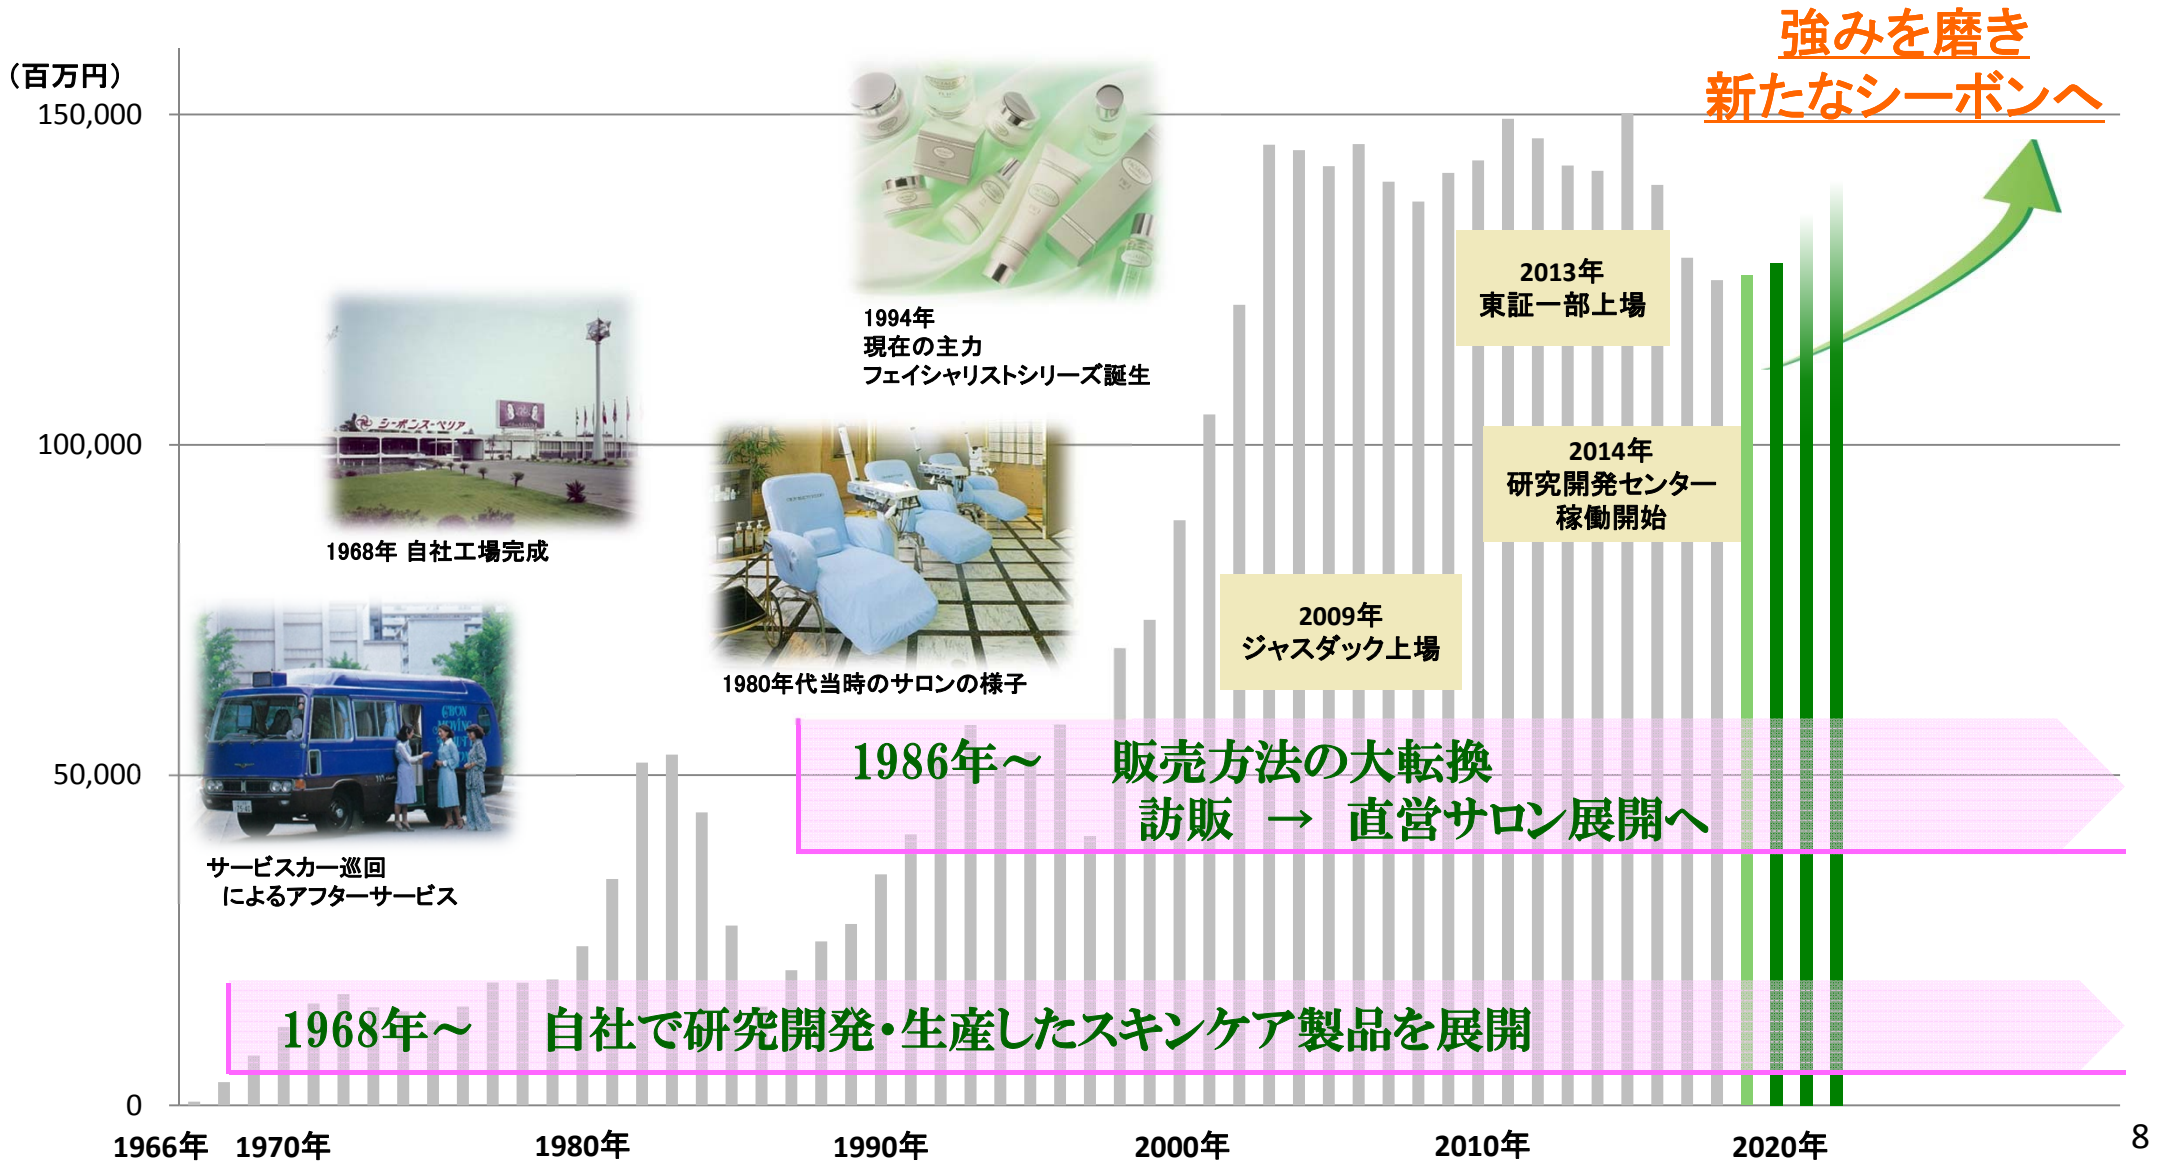 強みを磨き
新たなシーボンへ
（百万円）
150,000
100,000
50,000
0
1994年
現在の主力
フェイシャリストシリーズ誕生
2013年
東証一部上場
シーボンスーペリア
1968年 自社工場完成
2014年
研究開発センター
稼働開始
2009年
ジャスダック上場
1980年代当時のサロンの様子
1986年～　販売方法の大転換
訪販　→　直営サロン展開へ
サービスカー巡回
によるアフターサービス
1968年～　自社で研究開発・生産したスキンケア製品を展開
1966年 1970年 1980年 1990年 2000年 2010年 2020年
8